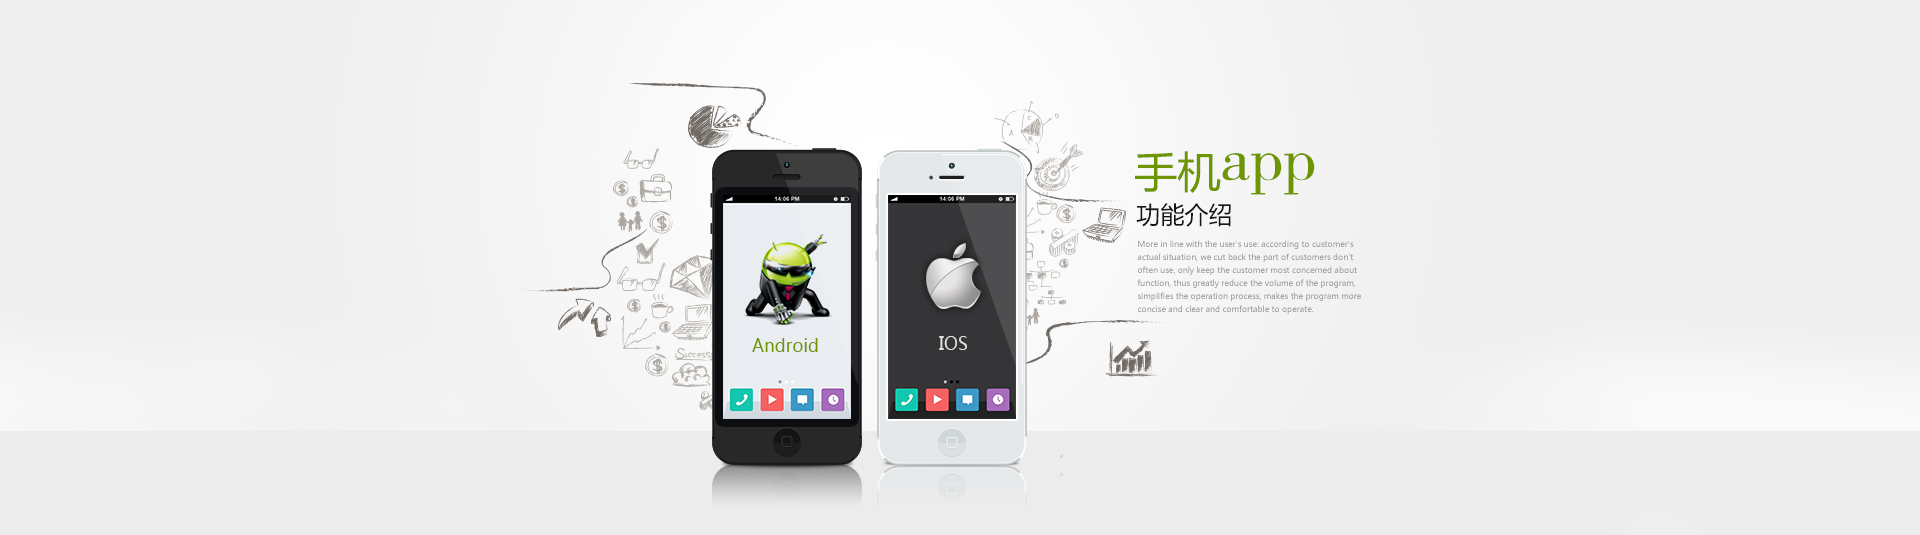 手机app
功能介绍
More in line with the user's use: according to customer's
actual situation, we cut back the part of customers don't
often use, only keep the customer most concerned about
function, thus greatly reduce the volume of the program,
simplifies the operation process, makes the program more
concise and clear and comfortable to operate.
14:06 PM
Android
14:06 PM
IOS
Success
A
C
B